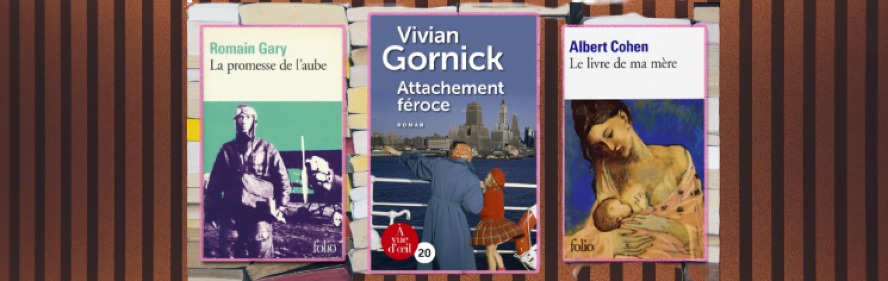 Romain Gary
La promesse de l'aube
folio
Vivian
Gornick
Attachement
féroce
ROMAN
À
vue
d'œil
20
Albert Cohen
Le livre de ma mère
folio